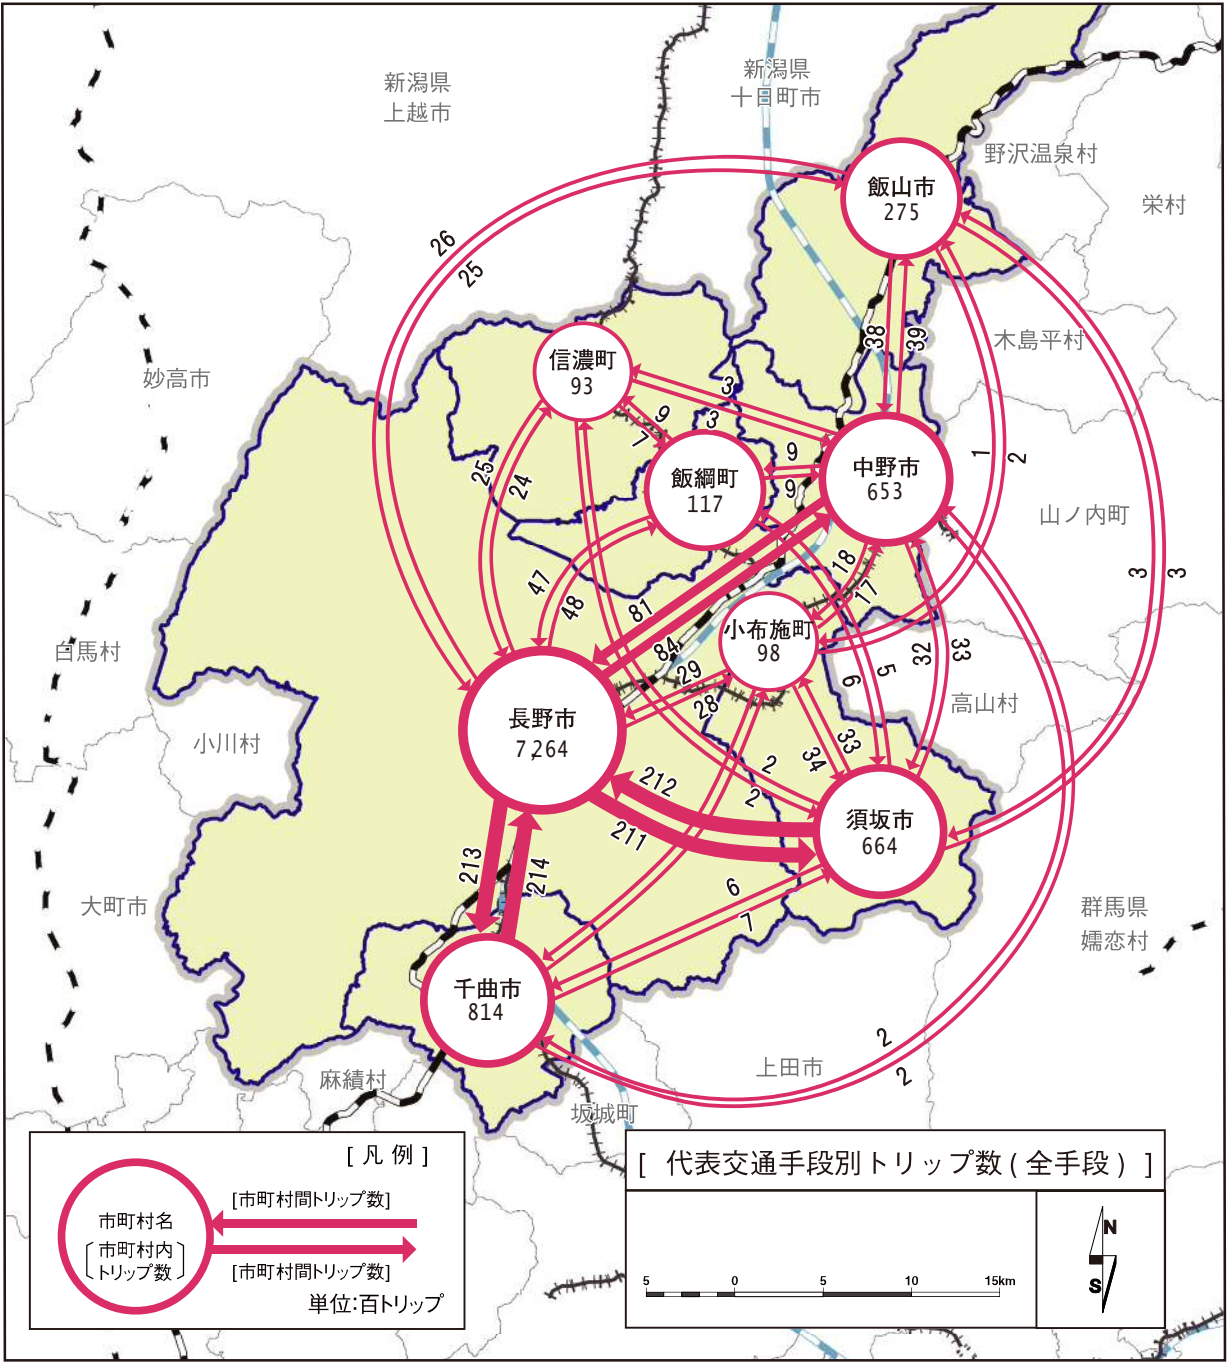 新潟県
上越市
新潟県
十日町市
野沢温泉村
栄村
飯山市
275
26
25
木島平村
38
39
信濃町
93
妙高市
3
3
9
7
飯綱町
117
9
9
中野市
653
1
2
山ノ内町
25
24
47
48
81
84
18
17
3
3
小布施町
98
29
28
6
5
32
33
白馬村
小川村
高山村
長野市
7,264
34
33
2
2
212
211
須坂市
664
213
214
6
7
大町市
群馬県
嬬恋村
千曲市
814
2
2
上田市
麻績村
坂城町
[ 凡 例 ]
[市町村間トリップ数]
市町村名
市町村内
トリップ数
[市町村間トリップ数]
単位:百トリップ
[ 代表交通手段別トリップ数(全手段) ]
5 0 5 10 15km
N
S